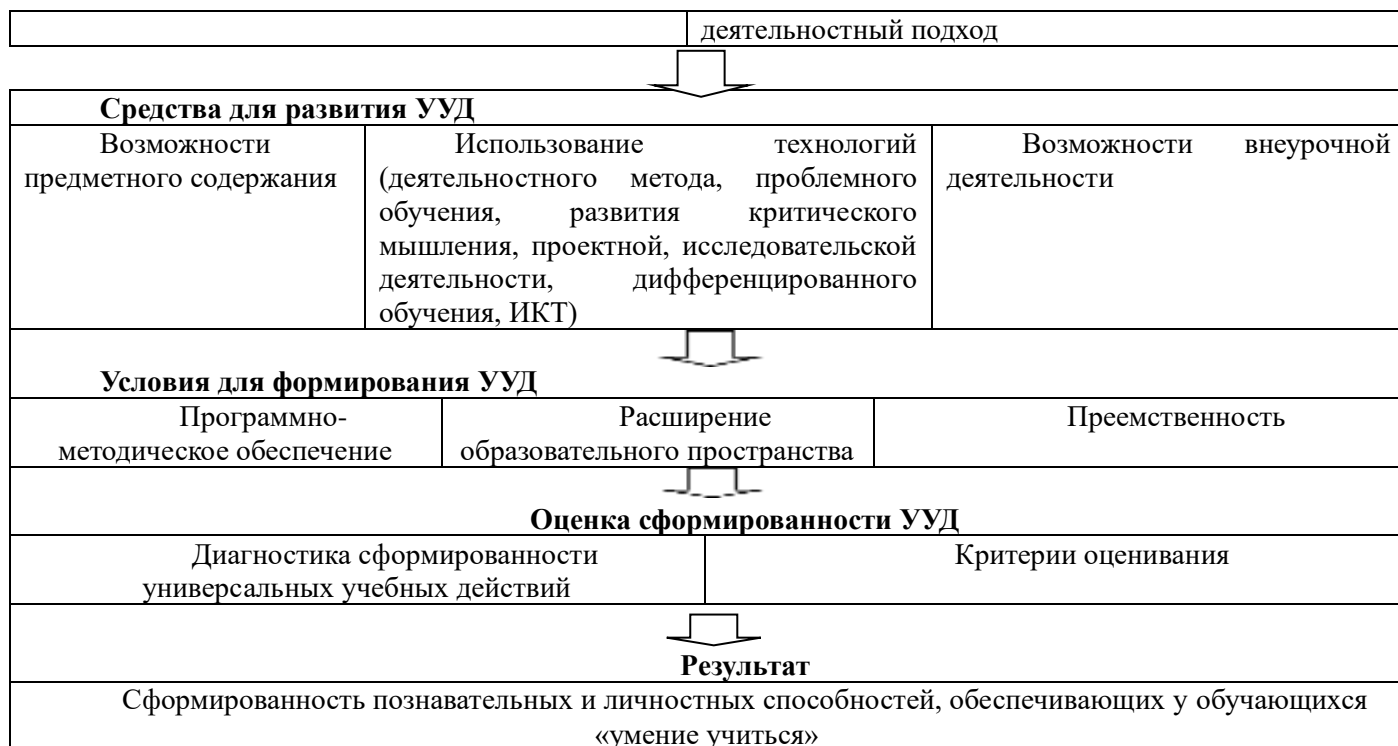 деятельностный подход
Средства для развития УУД
Возможности
предметного содержания
Использование технологий
(деятельностного метода, проблемного
обучения, развития критического
мышления, проектной, исследовательской
деятельности, дифференцированного
обучения, ИКТ)
Возможности внеурочной
деятельности
Условия для формирования УУД
Программно-
методическое обеспечение
Расширение
образовательного пространства
Преемственность
Оценка сформированности УУД
Диагностика сформированности
универсальных учебных действий
Критерии оценивания
Результат
Сформированность познавательных и личностных способностей, обеспечивающих у обучающихся
«умение учиться»